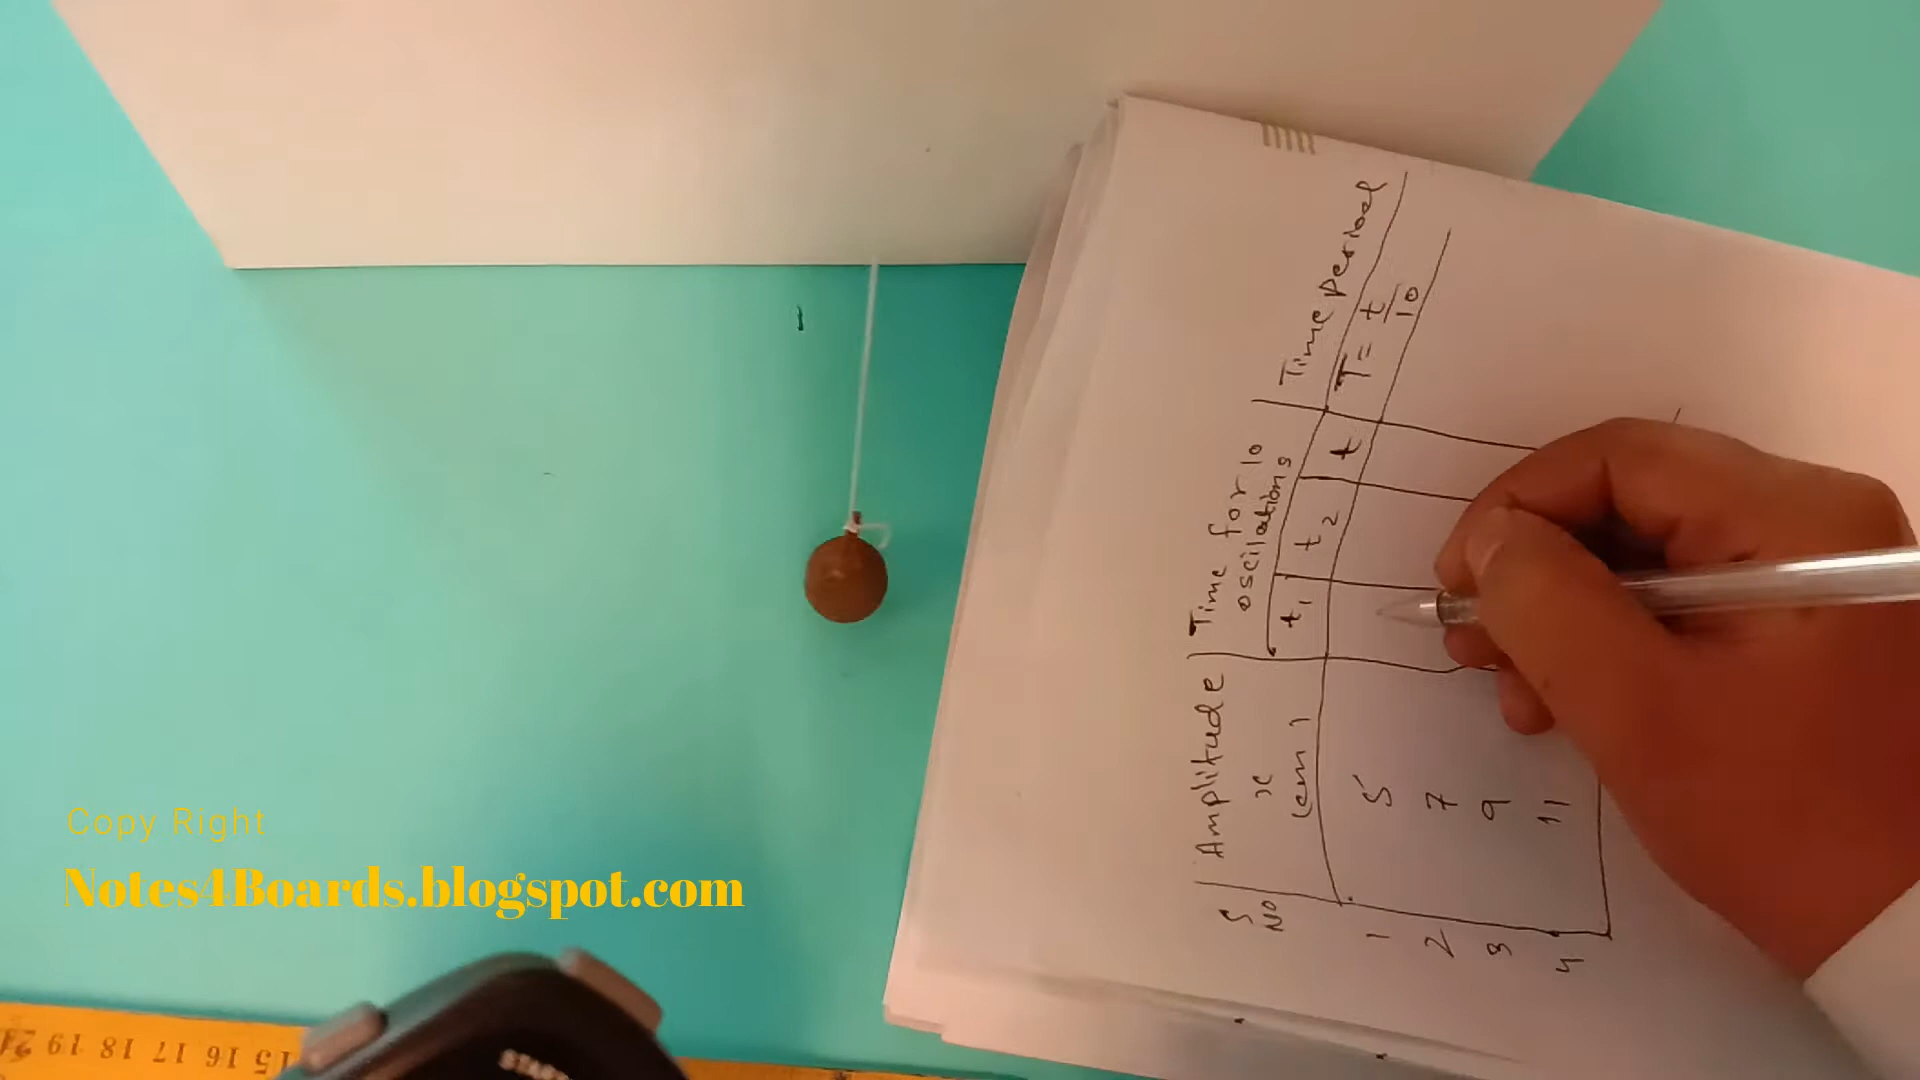 S
No
Amplitude
x
(cm)
Time for 10
oscilations
t1
t2
t
Time period
T = t/10
1
5
2
7
3
9
4
11
Copy Right
Notes4Boards.blogspot.com
15 16 17 18 19